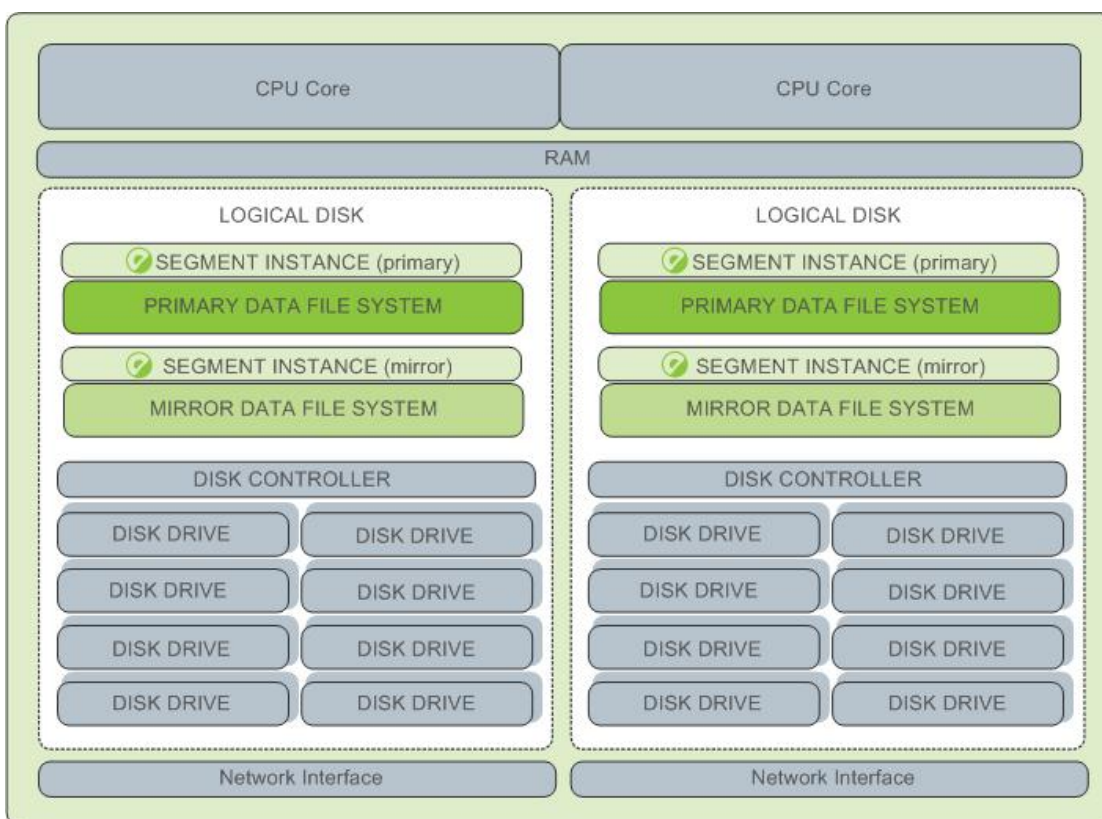 CPU Core
CPU Core
RAM
LOGICAL DISK
SEGMENT INSTANCE (primary)
PRIMARY DATA FILE SYSTEM
SEGMENT INSTANCE (mirror)
MIRROR DATA FILE SYSTEM
DISK CONTROLLER
DISK DRIVE DISK DRIVE
DISK DRIVE DISK DRIVE
DISK DRIVE DISK DRIVE
DISK DRIVE DISK DRIVE
Network Interface
LOGICAL DISK
SEGMENT INSTANCE (primary)
PRIMARY DATA FILE SYSTEM
SEGMENT INSTANCE (mirror)
MIRROR DATA FILE SYSTEM
DISK CONTROLLER
DISK DRIVE DISK DRIVE
DISK DRIVE DISK DRIVE
DISK DRIVE DISK DRIVE
DISK DRIVE DISK DRIVE
Network Interface